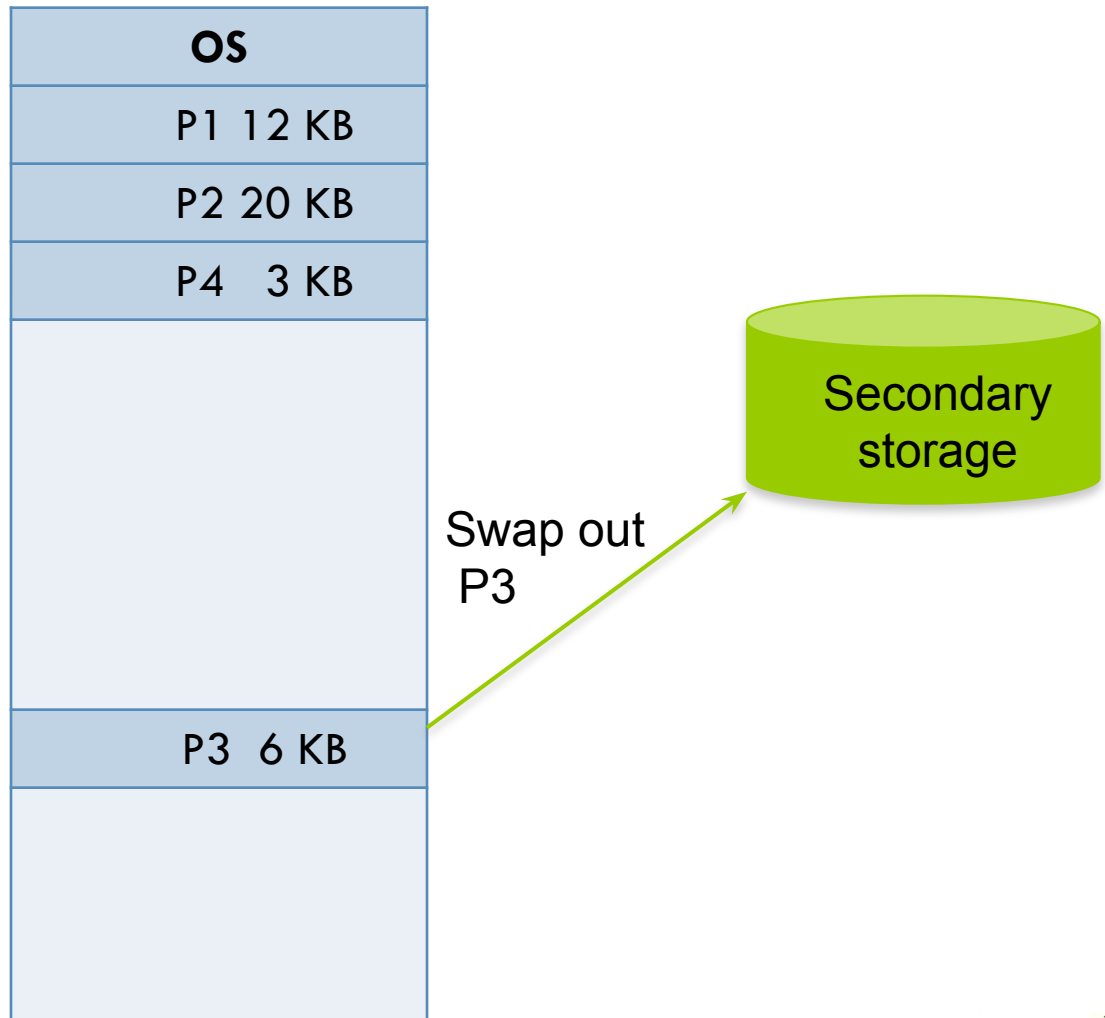 OS
P1 12 KB
P2 20 KB
P4 3 KB
Secondary
storage
Swap out
P3
P3 6 KB